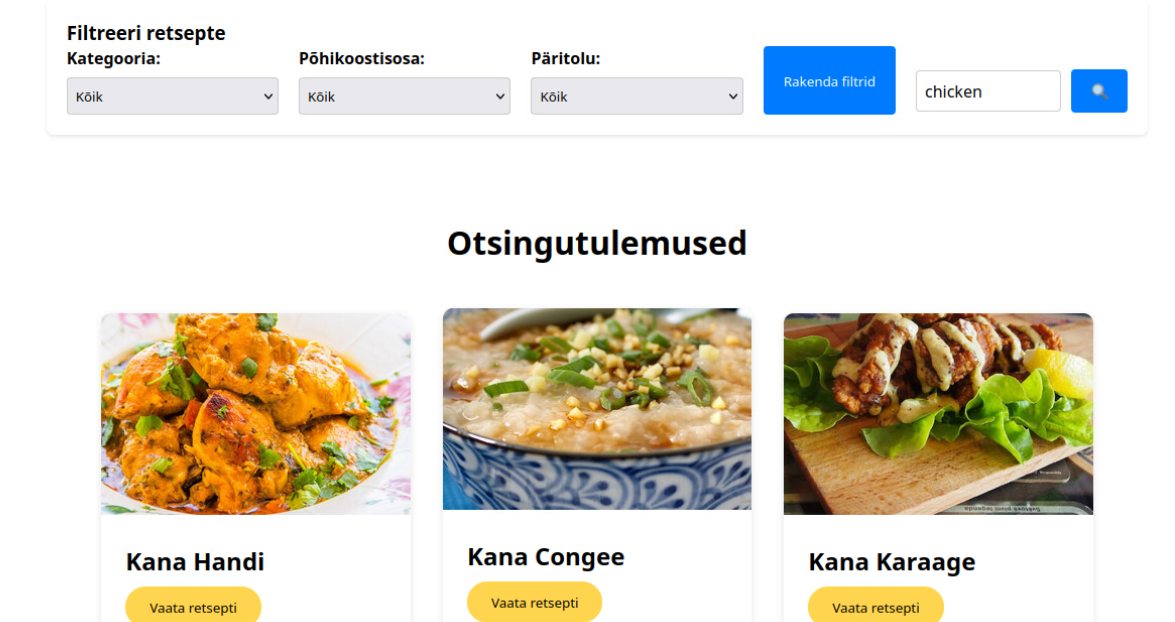 Filtreeri retsepte
Kategooria:
Kõik
Põhikoostisosa:
Kõik
Päritolu:
Kõik
Rakenda filtrid
chicken
Otsingutulemused
Kana Handi
Vaata retsepti
Kana Congee
Vaata retsepti
Kana Karaage
Vaata retsepti